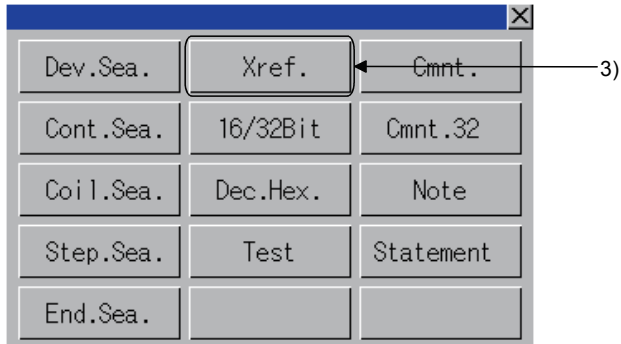 Dev.Sea. Xref. Cmnt. 3)
Cont.Sea. 16/32Bit Cmnt.32
Coil.Sea. Dec.Hex. Note
Step.Sea. Test Statement
End.Sea.